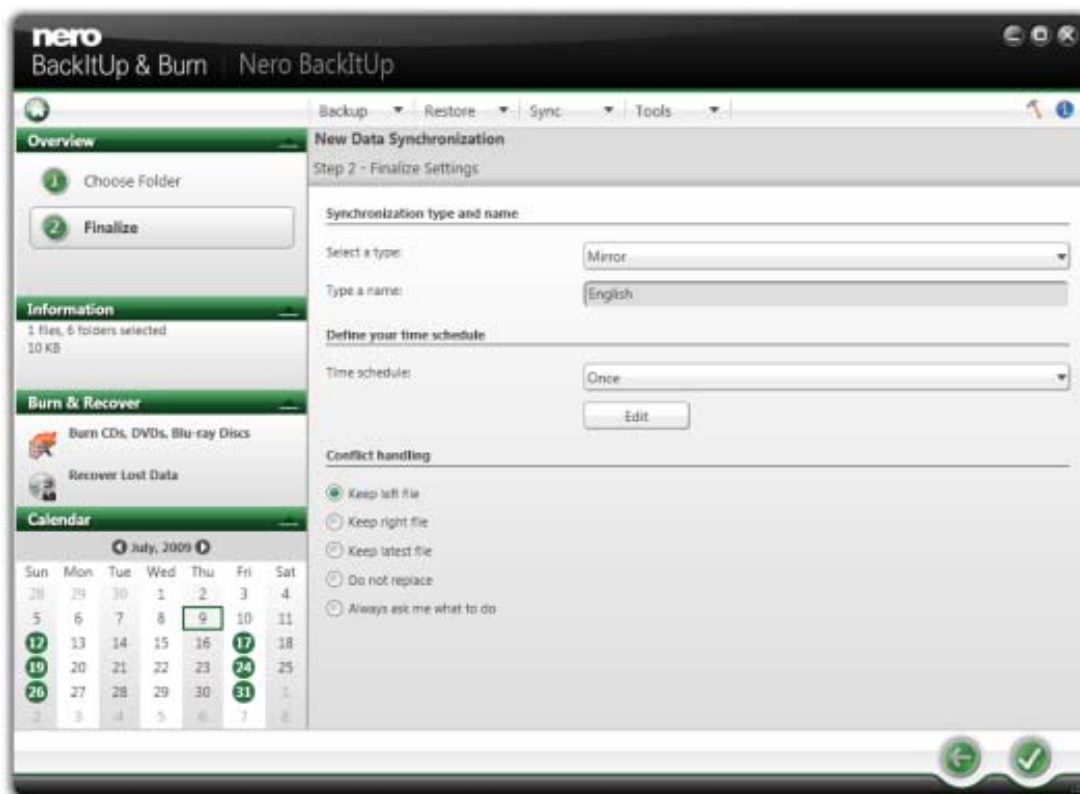 nero
BackItUp & Burn | Nero BackItUp
Backup Restore Sync Tools
Overview
1 Choose Folder
2 Finalize
Information
1 files, 6 folders selected
10 KB
Burn & Recover
Burn CDs, DVDs, Blu-ray Discs
Recover Lost Data
Calendar
July, 2009
Sun Mon Tue Wed Thu Fri Sat
28 29 30 1 2 3 4
5 6 7 8 9 10 11
12 13 14 15 16 17 18
19 20 21 22 23 24 25
26 27 28 29 30 31 1
2 3 4 5 6 7 8
New Data Synchronization
Step 2 - Finalize Settings
Synchronization type and name
Select a type: Mirror
Type a name: English
Define your time schedule
Time schedule: Once
Edit
Conflict handling
Keep left file
Keep right file
Keep latest file
Do not replace
Always ask me what to do